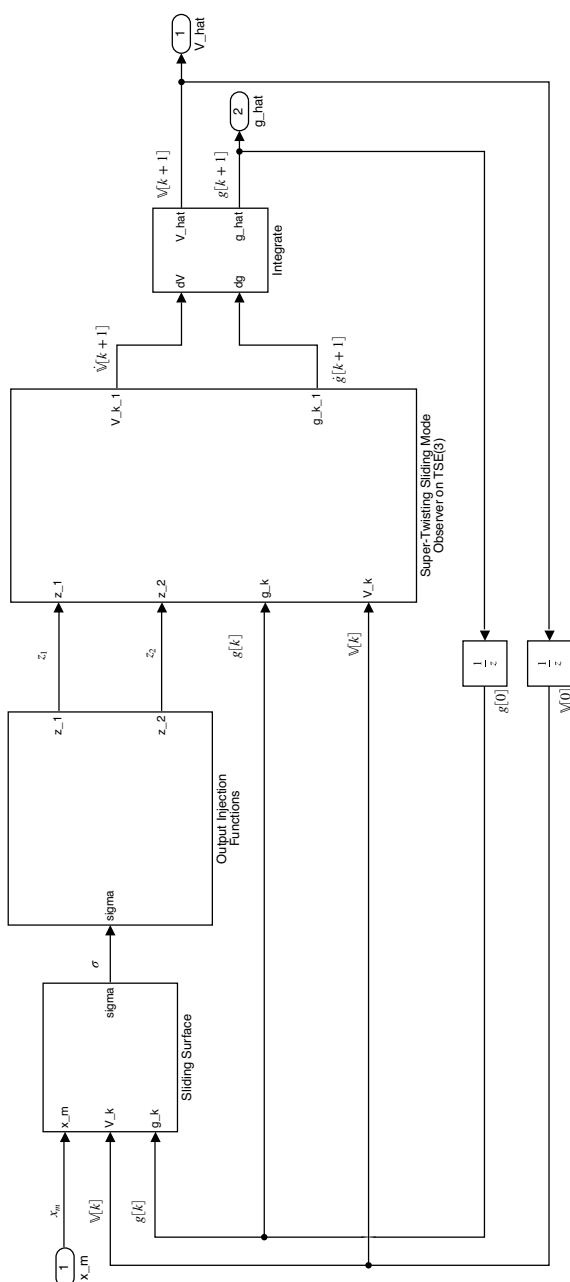 1
x_m
x_m
𝕍[k]
g[k]
x_m
V_k
g_k
sigma
Sliding Surface
σ
sigma
z_1
z_2
Output Injection
Functions
z_1
z_2
g[k]
𝕍[k]
z_1
z_2
g_k
V_k
V_k_1
g_k_1
Super-Twisting Sliding Mode
Observer on TSE(3)
𝕍̇[k + 1]
ġ[k + 1]
dV
dg
V_hat
g_hat
Integrate
𝕍[k + 1]
g[k + 1]
1
V_hat
2
g_hat
1
z
g[0]
1
z
𝕍[0]